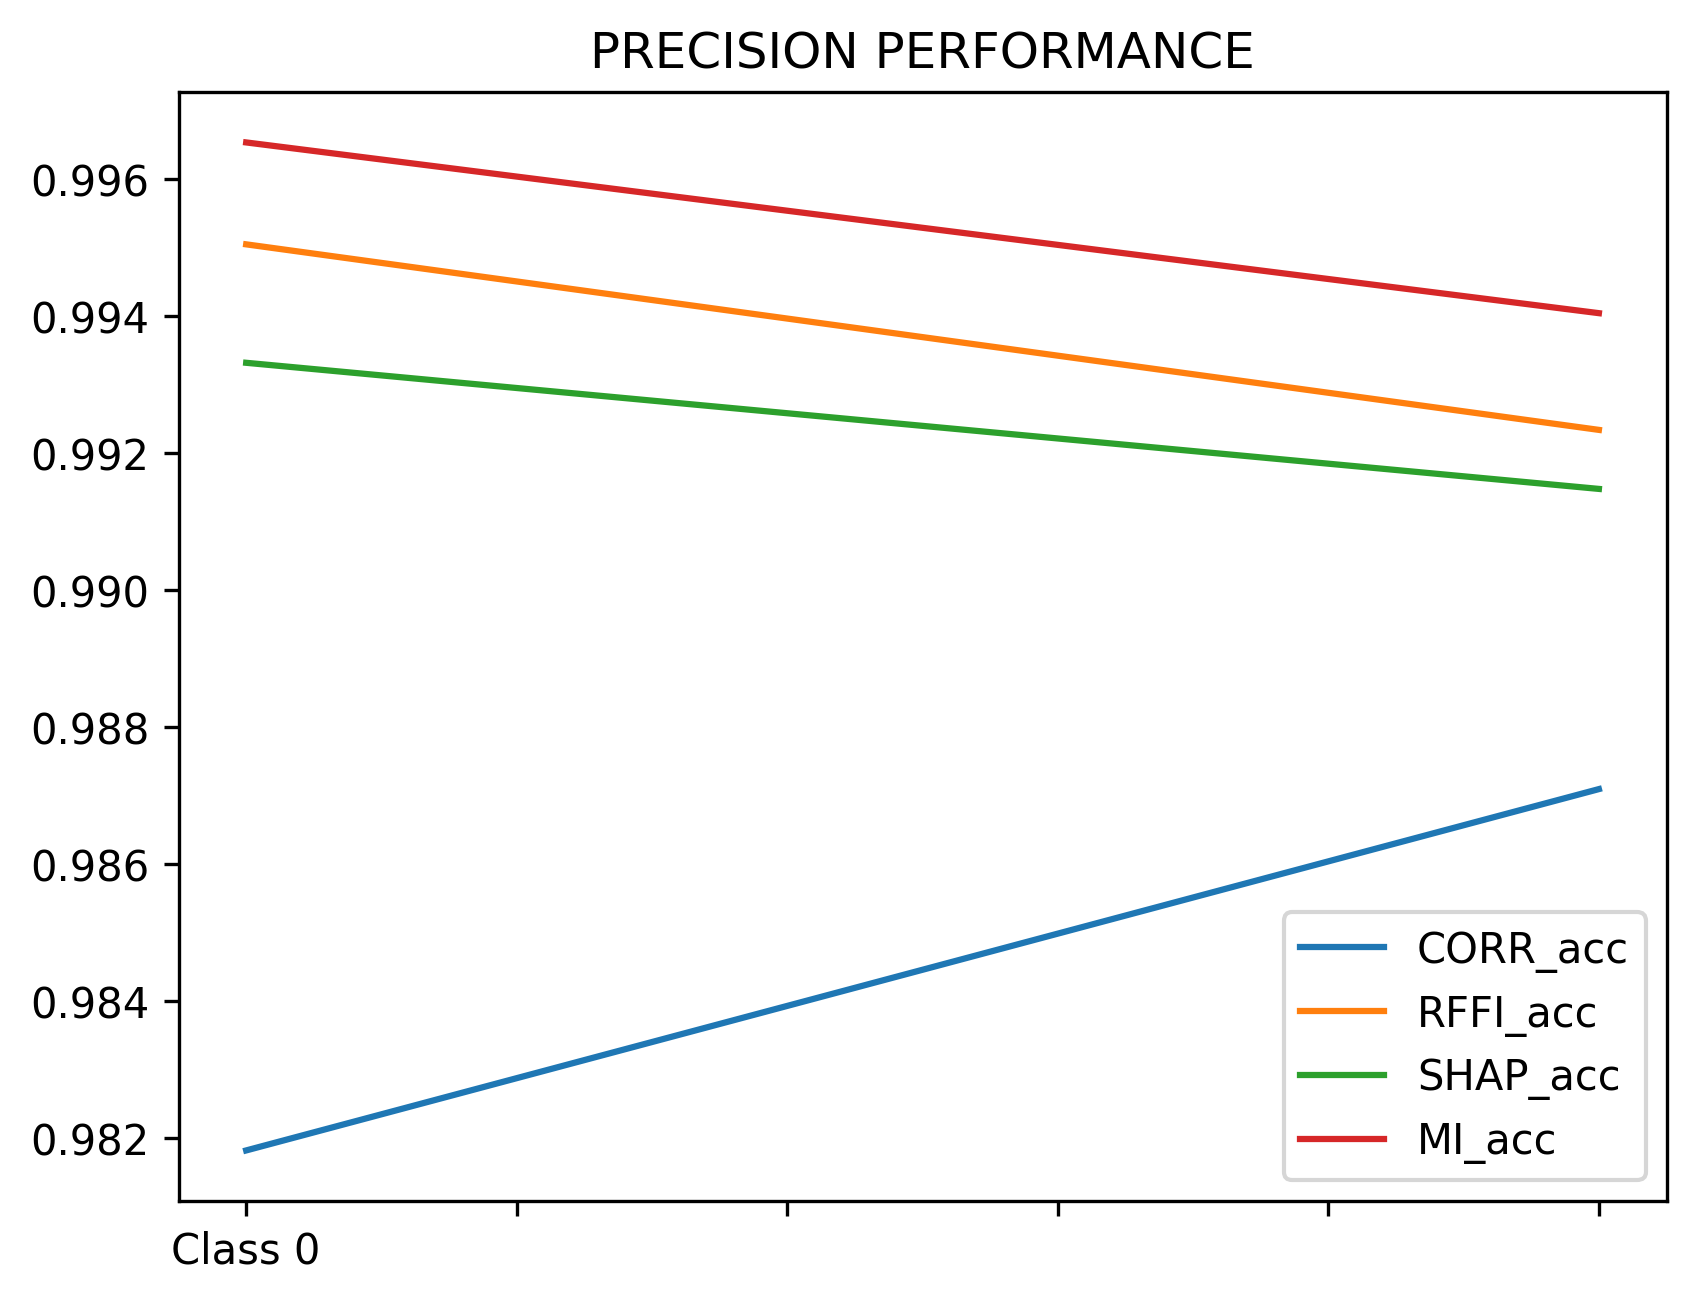 PRECISION PERFORMANCE
0.996
0.994
0.992
0.990
0.988
0.986
0.984
0.982
CORR_acc
RFFI_acc
SHAP_acc
MI_acc
Class 0